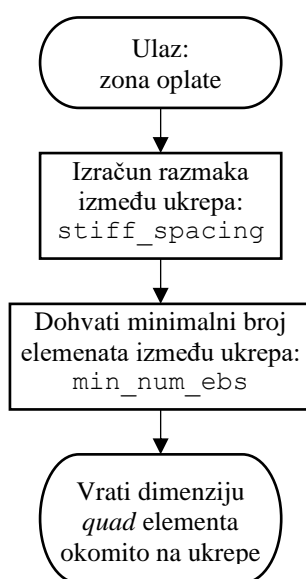 Ulaz:
zona oplate
Izračun razmaka
između ukrepa:
stiff_spacing
Dohvati minimalni broj
elemenata između ukrepa:
min_num_ebs
Vrati dimenziju
quad elementa
okomito na ukrepe